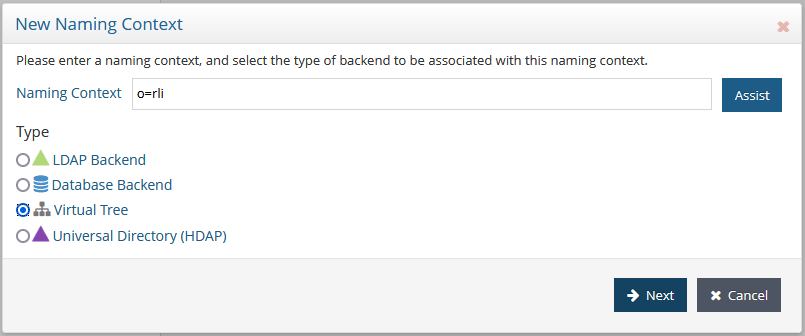 New Naming Context
Please enter a naming context, and select the type of backend to be associated with this naming context.
Naming Context o=rli Assist
Type
LDAP Backend
Database Backend
Virtual Tree
Universal Directory (HDAP)
Next Cancel